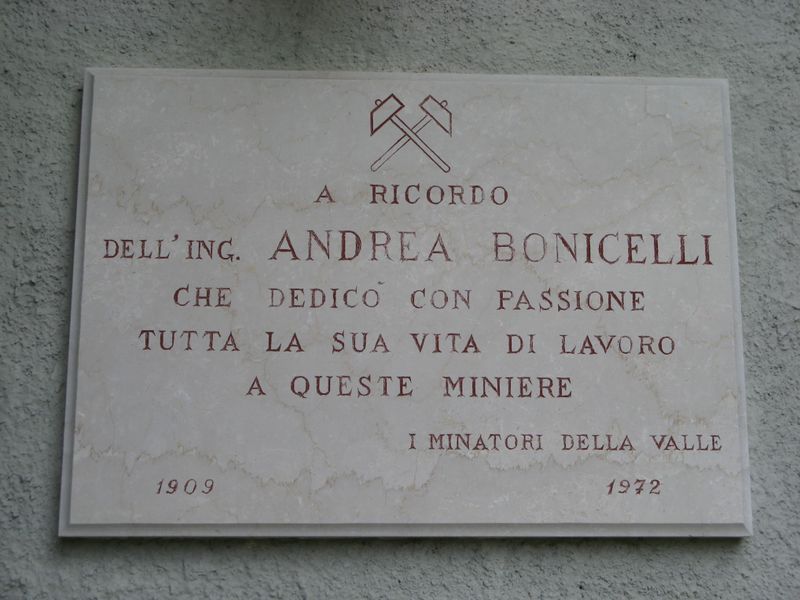 A RICORDO
DELL'ING. ANDREA BONICELLI
CHE DEDICÒ CON PASSIONE
TUTTA LA SUA VITA DI LAVORO
A QUESTE MINIERE
I MINATORI DELLA VALLE
1909 1972